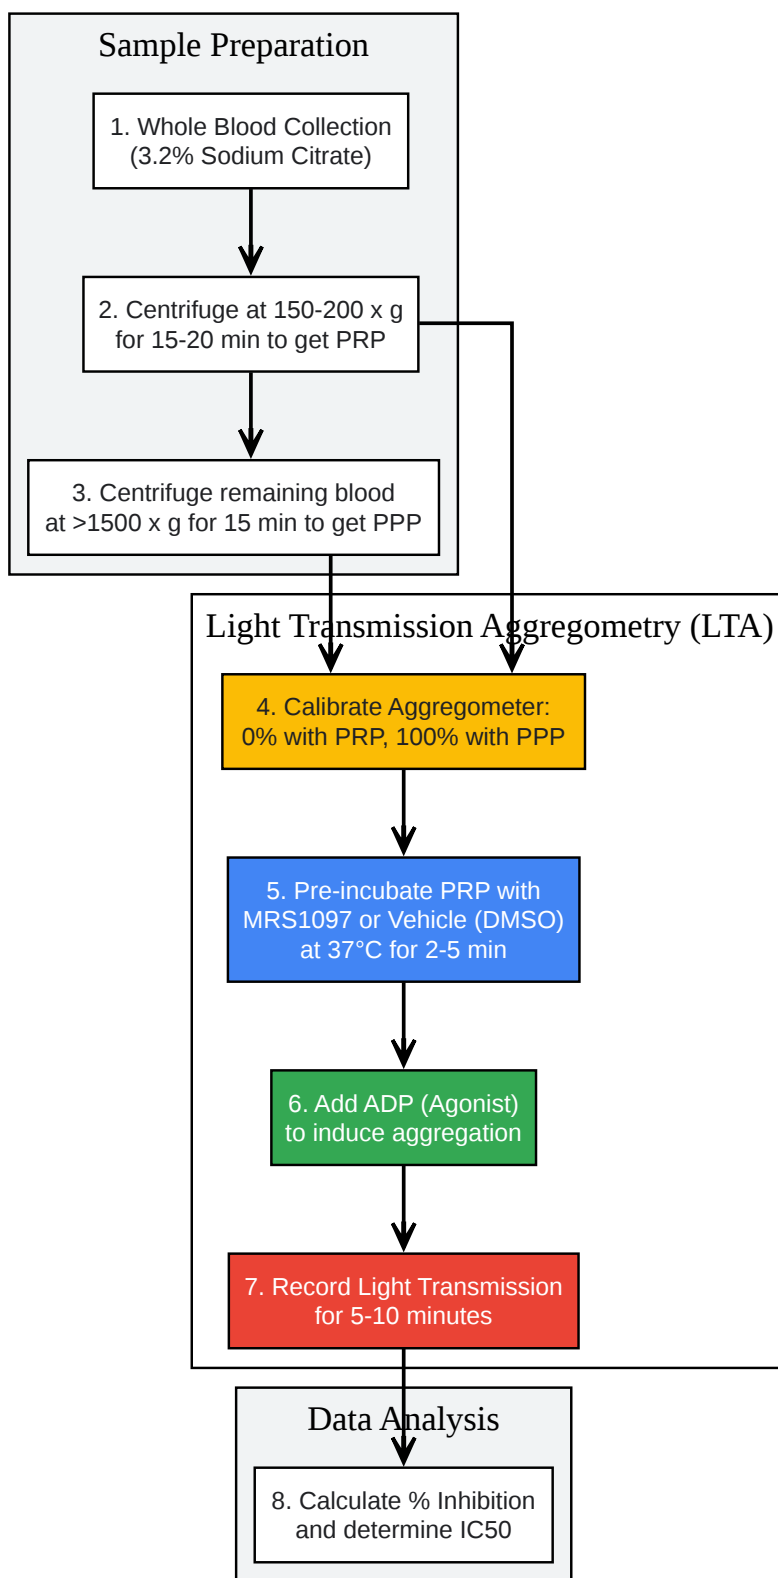 Sample Preparation
1. Whole Blood Collection
(3.2% Sodium Citrate)
2. Centrifuge at 150-200 x g
for 15-20 min to get PRP
3. Centrifuge remaining blood
at >1500 x g for 15 min to get PPP
Light Transmission Aggregometry (LTA)
4. Calibrate Aggregometer:
0% with PRP, 100% with PPP
5. Pre-incubate PRP with
MRS1097 or Vehicle (DMSO)
at 37°C for 2-5 min
6. Add ADP (Agonist)
to induce aggregation
7. Record Light Transmission
for 5-10 minutes
Data Analysis
8. Calculate % Inhibition
and determine IC50